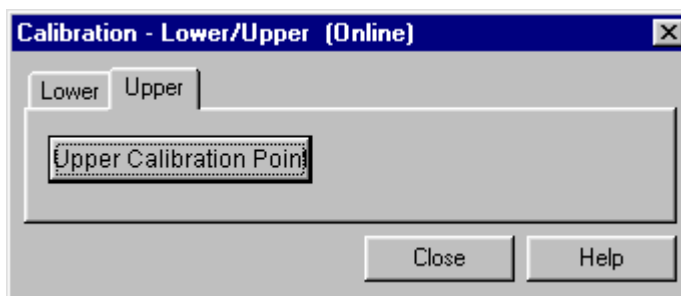 Calibration - Lower/Upper (Online)
Lower Upper
Upper Calibration Poin
Close Help